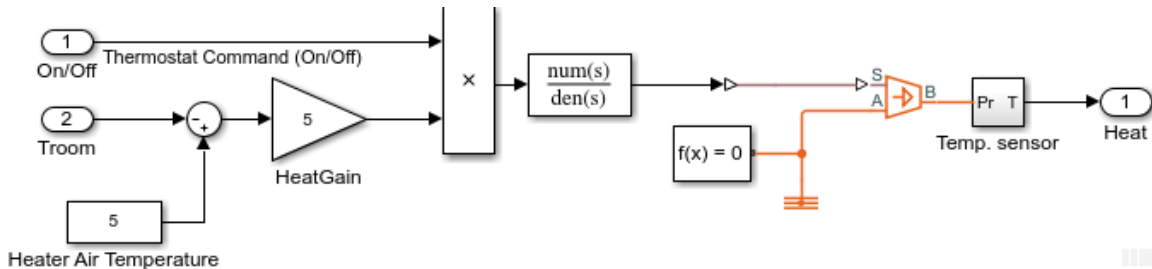 1
On/Off
Thermostat Command (On/Off)
2
Troom
-
+
5
HeatGain
5
Heater Air Temperature
×
num(s)
den(s)
f(x) = 0
S
A
B
Pr T
Temp. sensor
1
Heat